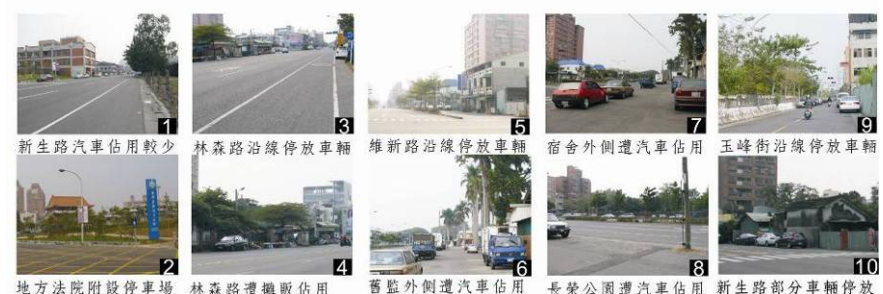 1
新生路汽車佔用較少
3
林森路沿線停放車輛
5
維新路沿線停放車輛
7
宿舍外側遭汽車佔用
9
玉峰街沿線停放車輛
2
地方法院附設停車場
4
林森路遭攤販佔用
6
舊監外側遭汽車佔用
8
長榮公園遭汽車佔用
10
新生路部分車輛停放